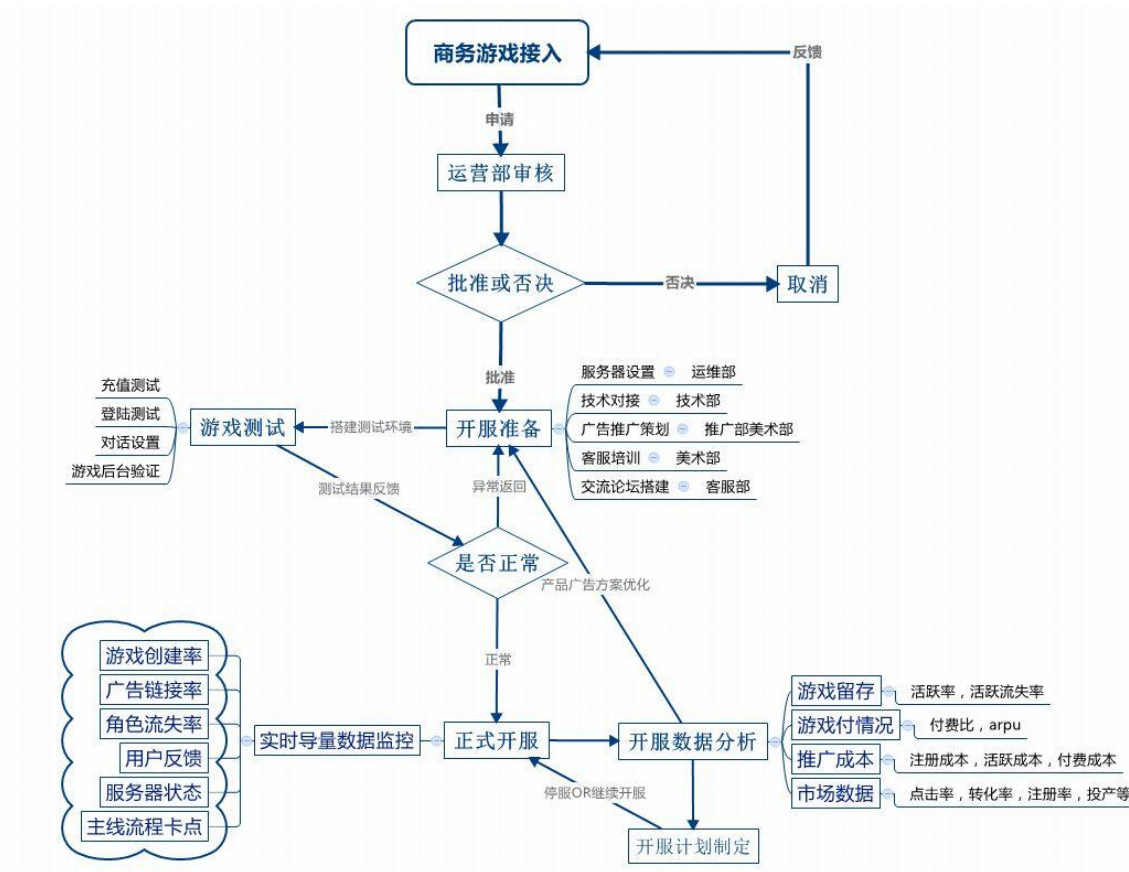 商务游戏接入
反馈
申请
运营部审核
批准或否决
否决
取消
批准
服务器设置 运维部
技术对接 技术部
广告推广策划 推广部美术部
客服培训 美术部
交流论坛搭建 客服部
开服准备
搭建测试环境
游戏测试
充值测试
登陆测试
对话设置
游戏后台验证
测试结果反馈
异常返回
是否正常
产品广告方案优化
正常
游戏创建率
广告链接率
角色流失率
用户反馈
服务器状态
主线流程卡点
实时导量数据监控
正式开服
开服数据分析
游戏留存 活跃率，活跃流失率
游戏付情况 付费比，arpu
推广成本 注册成本，活跃成本，付费成本
市场数据 点击率，转化率，注册率，投产等
停服OR继续开服
开服计划制定